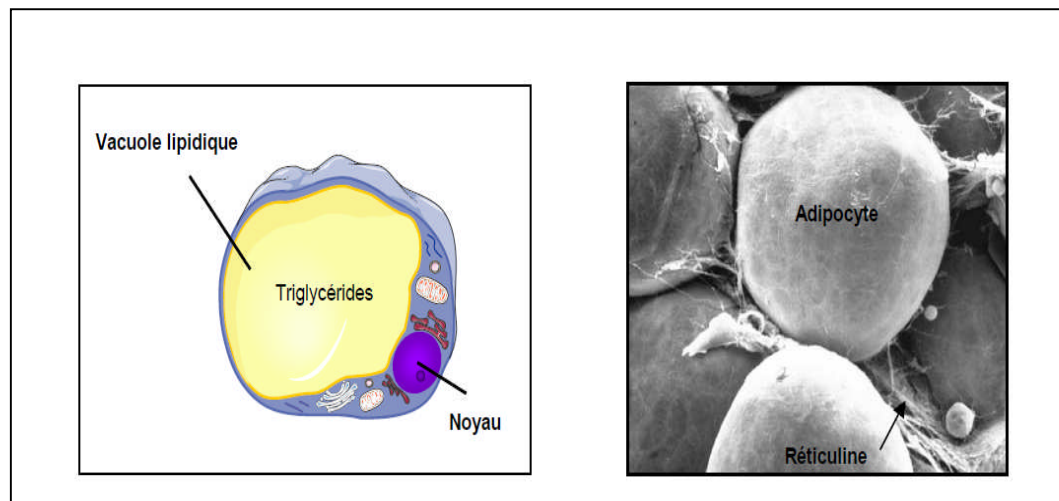 Vacuole lipidique
Triglycérides
Noyau
Adipocyte
Réticuline